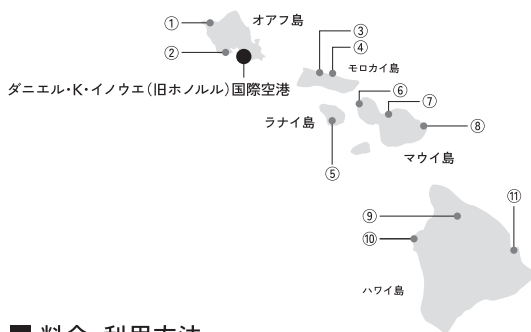 ①
オアフ島
②
③
④
モロカイ島
ダニエル・K・イノウエ（旧ホノルル）国際空港
⑥
⑦
ラナイ島
⑧
マウイ島
⑤
⑨
⑪
⑩
ハワイ島
■ 料金・利用方法